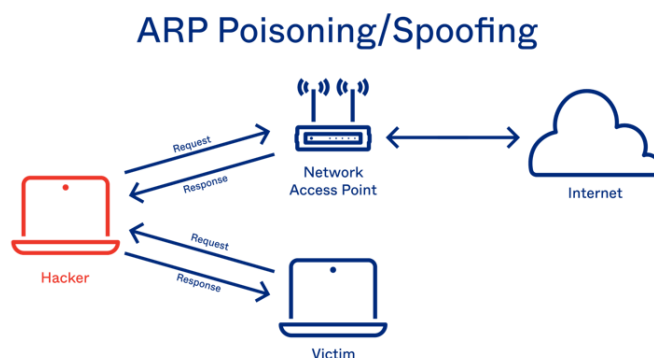 ARP Poisoning/Spoofing
Request
Response
Network
Access Point
Internet
Hacker
Request
Response
Victim